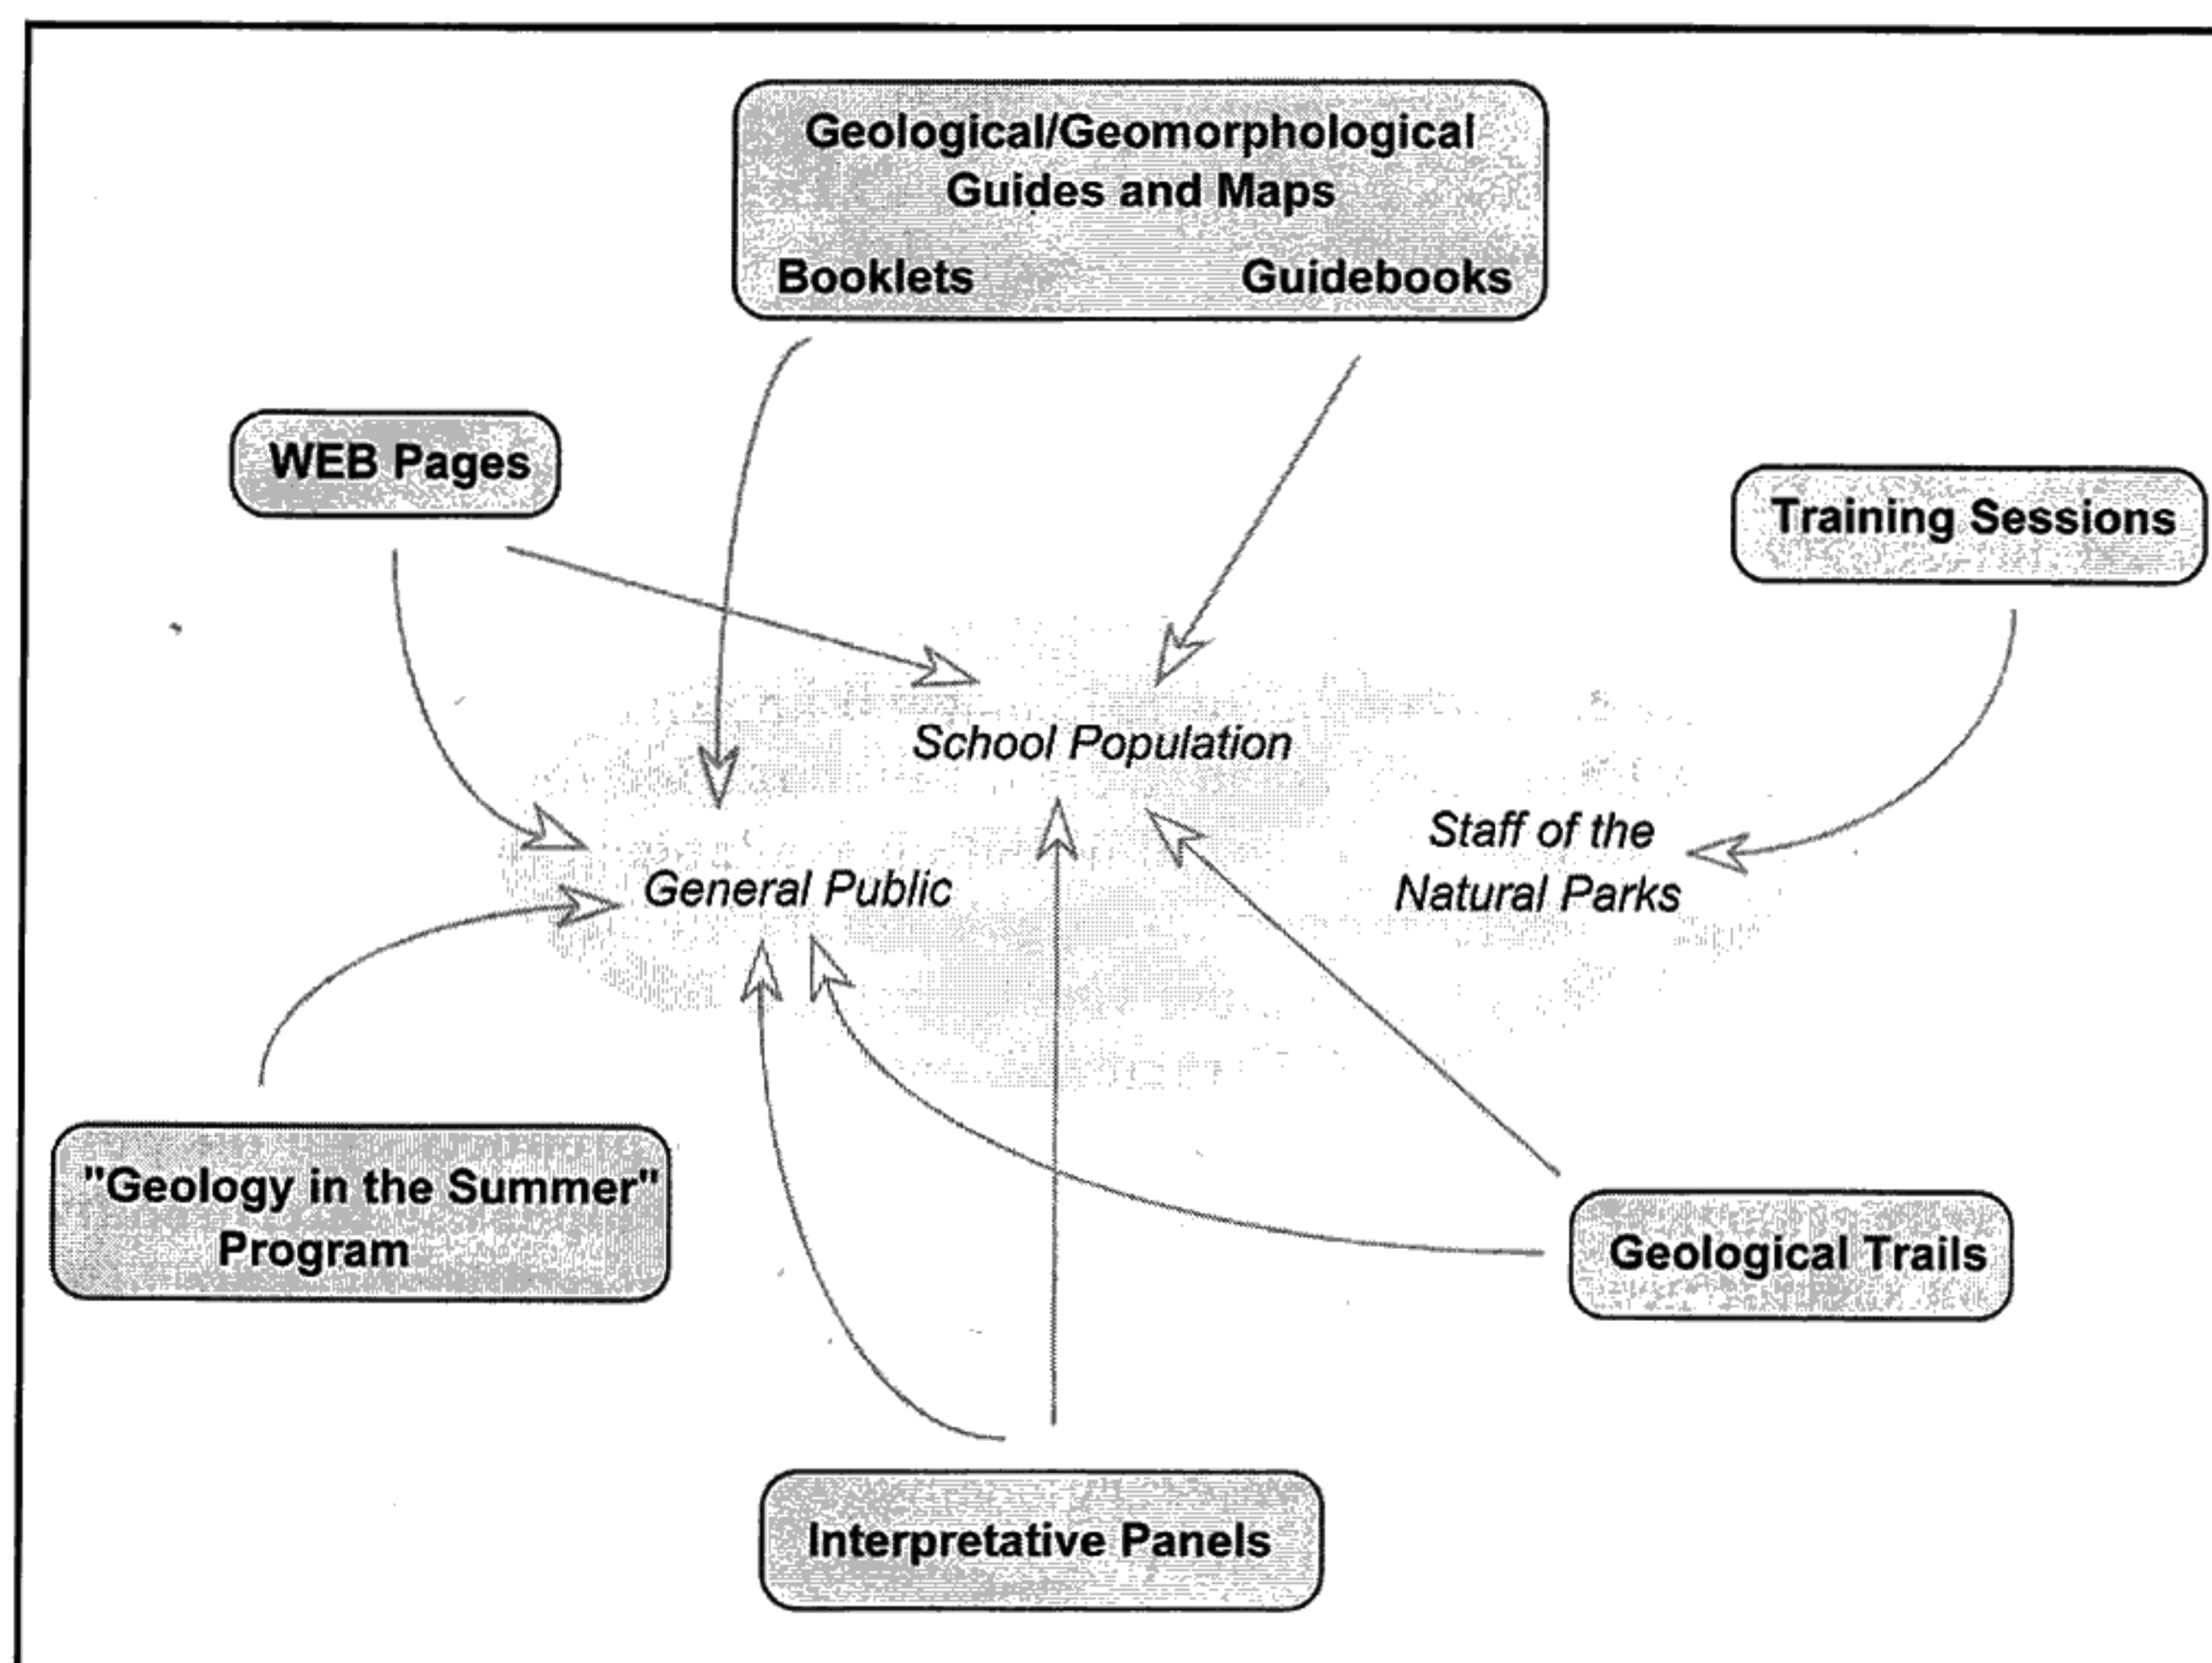 Geological/Geomorphological
Guides and Maps
Booklets Guidebooks
WEB Pages
Training Sessions
School Population
Staff of the
Natural Parks
General Public
"Geology in the Summer"
Program
Geological Trails
Interpretative Panels